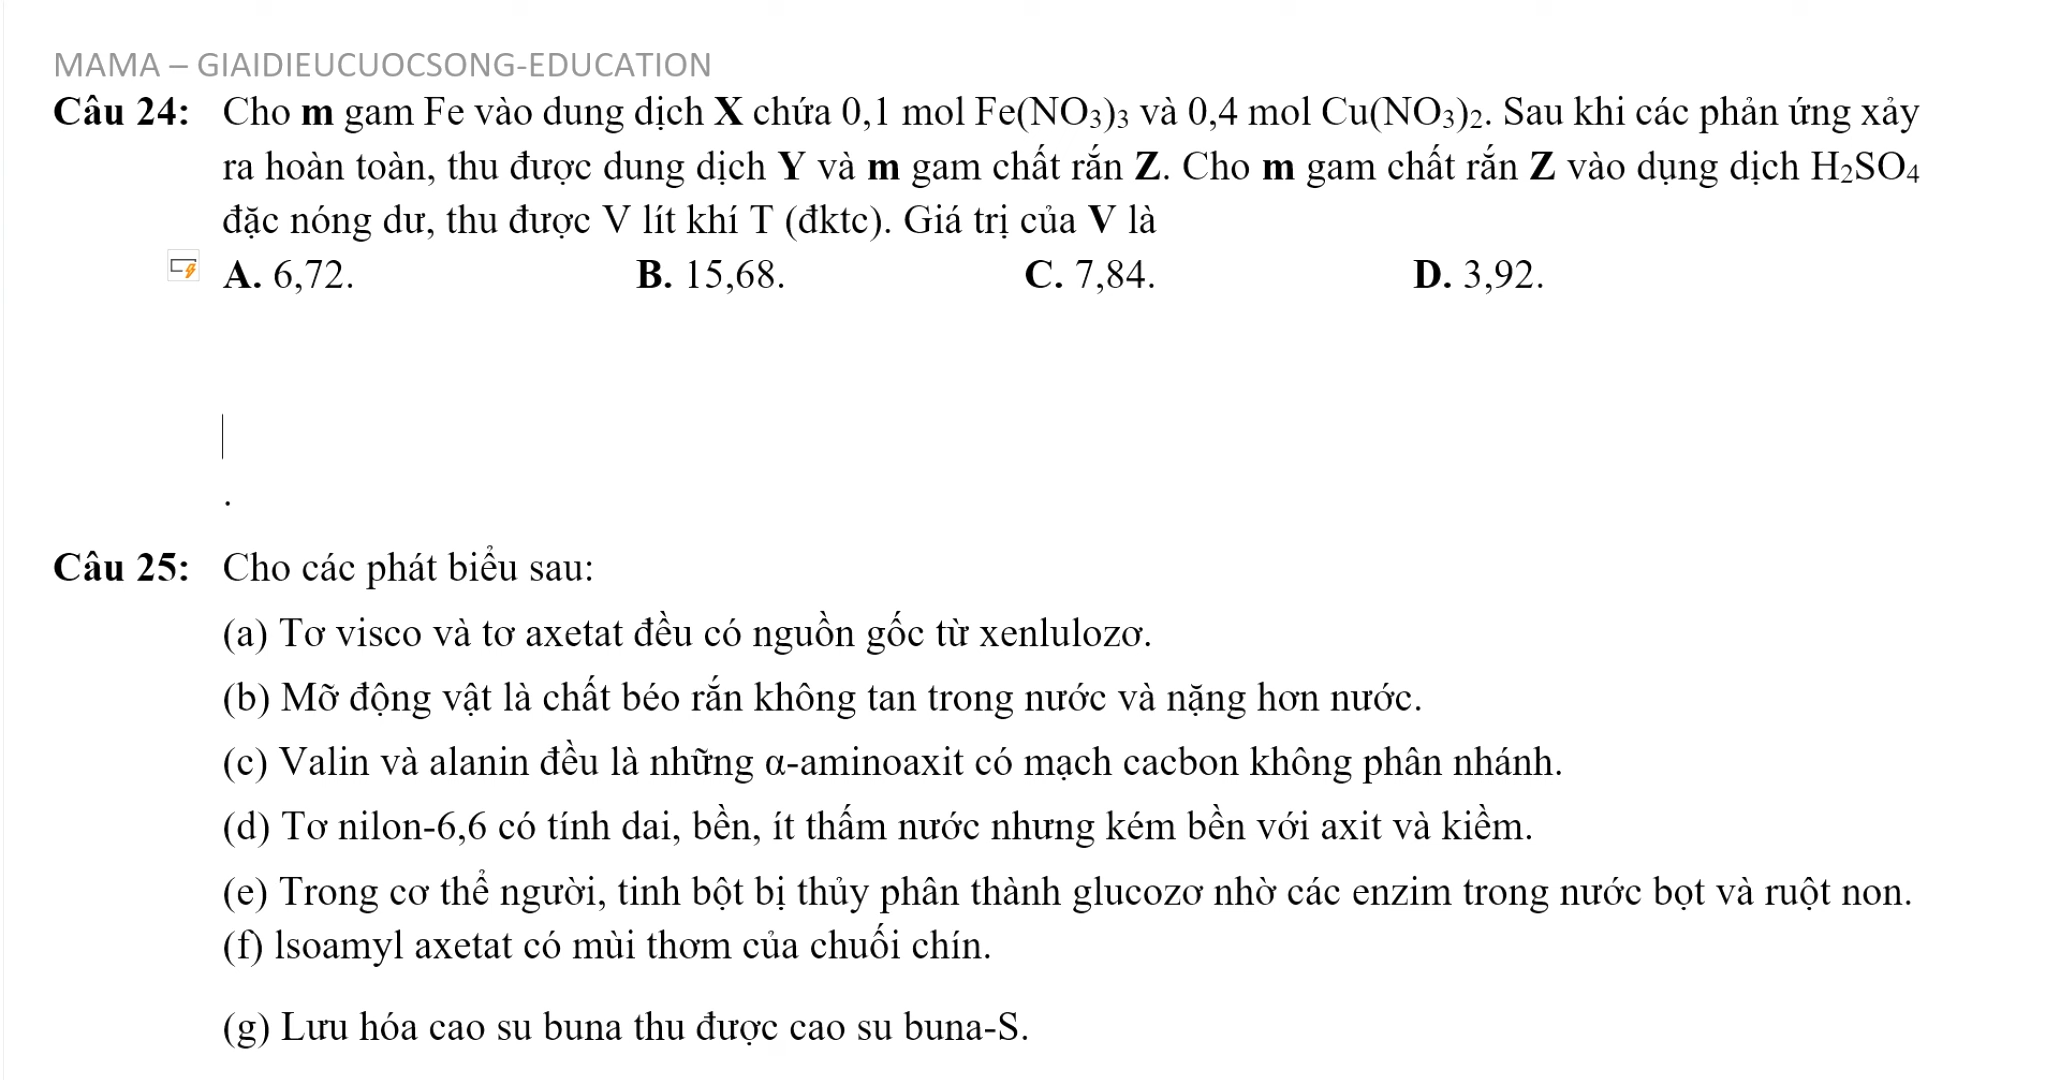 MAMA – GIAIDIEUCUOCSONG-EDUCATION
Câu 24: Cho m gam Fe vào dung dịch X chứa 0,1 mol Fe(NO₃)₃ và 0,4 mol Cu(NO₃)₂. Sau khi các phản ứng xảy
ra hoàn toàn, thu được dung dịch Y và m gam chất rắn Z. Cho m gam chất rắn Z vào dụng dịch H₂SO₄
đặc nóng dư, thu được V lít khí T (đktc). Giá trị của V là
A. 6,72. B. 15,68. C. 7,84. D. 3,92.
.
Câu 25: Cho các phát biểu sau:
(a) Tơ visco và tơ axetat đều có nguồn gốc từ xenlulozơ.
(b) Mỡ động vật là chất béo rắn không tan trong nước và nặng hơn nước.
(c) Valin và alanin đều là những α-aminoaxit có mạch cacbon không phân nhánh.
(d) Tơ nilon-6,6 có tính dai, bền, ít thấm nước nhưng kém bền với axit và kiềm.
(e) Trong cơ thể người, tinh bột bị thủy phân thành glucozơ nhờ các enzim trong nước bọt và ruột non.
(f) lsoamyl axetat có mùi thơm của chuối chín.
(g) Lưu hóa cao su buna thu được cao su buna-S.